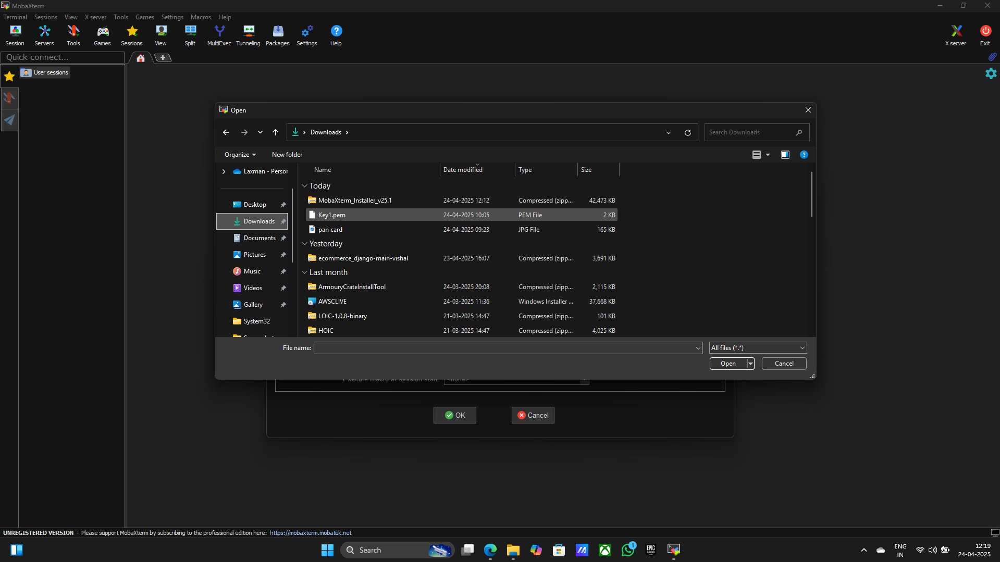 MobaXterm
Terminal Sessions View X server Tools Games Settings Macros Help
Session Servers Tools Games Sessions View Split MultiExec Tunneling Packages Settings Help X server Exit
Quick connect...
User sessions
Open
Downloads
Search Downloads
Organize New folder
Laxman - Person
Desktop
Downloads
Documents
Pictures
Music
Videos
Gallery
System32
Name Date modified Type Size
Today
MobaXterm_Installer_v25.1 24-04-2025 12:12 Compressed (zipp... 42,473 KB
Key1.pem 24-04-2025 10:05 PEM File 2 KB
pan card 24-04-2025 09:23 JPG File 165 KB
Yesterday
ecommerce_django-main-vishal 23-04-2025 16:07 Compressed (zipp... 3,691 KB
Last month
ArmouryCrateInstallTool 24-03-2025 20:08 Compressed (zipp... 2,115 KB
AWSCLIVE 24-03-2025 11:36 Windows Installer ... 37,668 KB
LOIC-1.0.8-binary 21-03-2025 14:47 Compressed (zipp... 101 KB
HOIC 21-03-2025 14:47 Compressed (zipp... 4,025 KB
File name: All files (*.*)
Open Cancel
Execute macro at session start: <none>
OK Cancel
UNREGISTERED VERSION - Please support MobaXterm by subscribing to the professional edition here: https://mobaxterm.mobatek.net
Search
1
EPIC GAMES
ENG
IN
12:19
24-04-2025